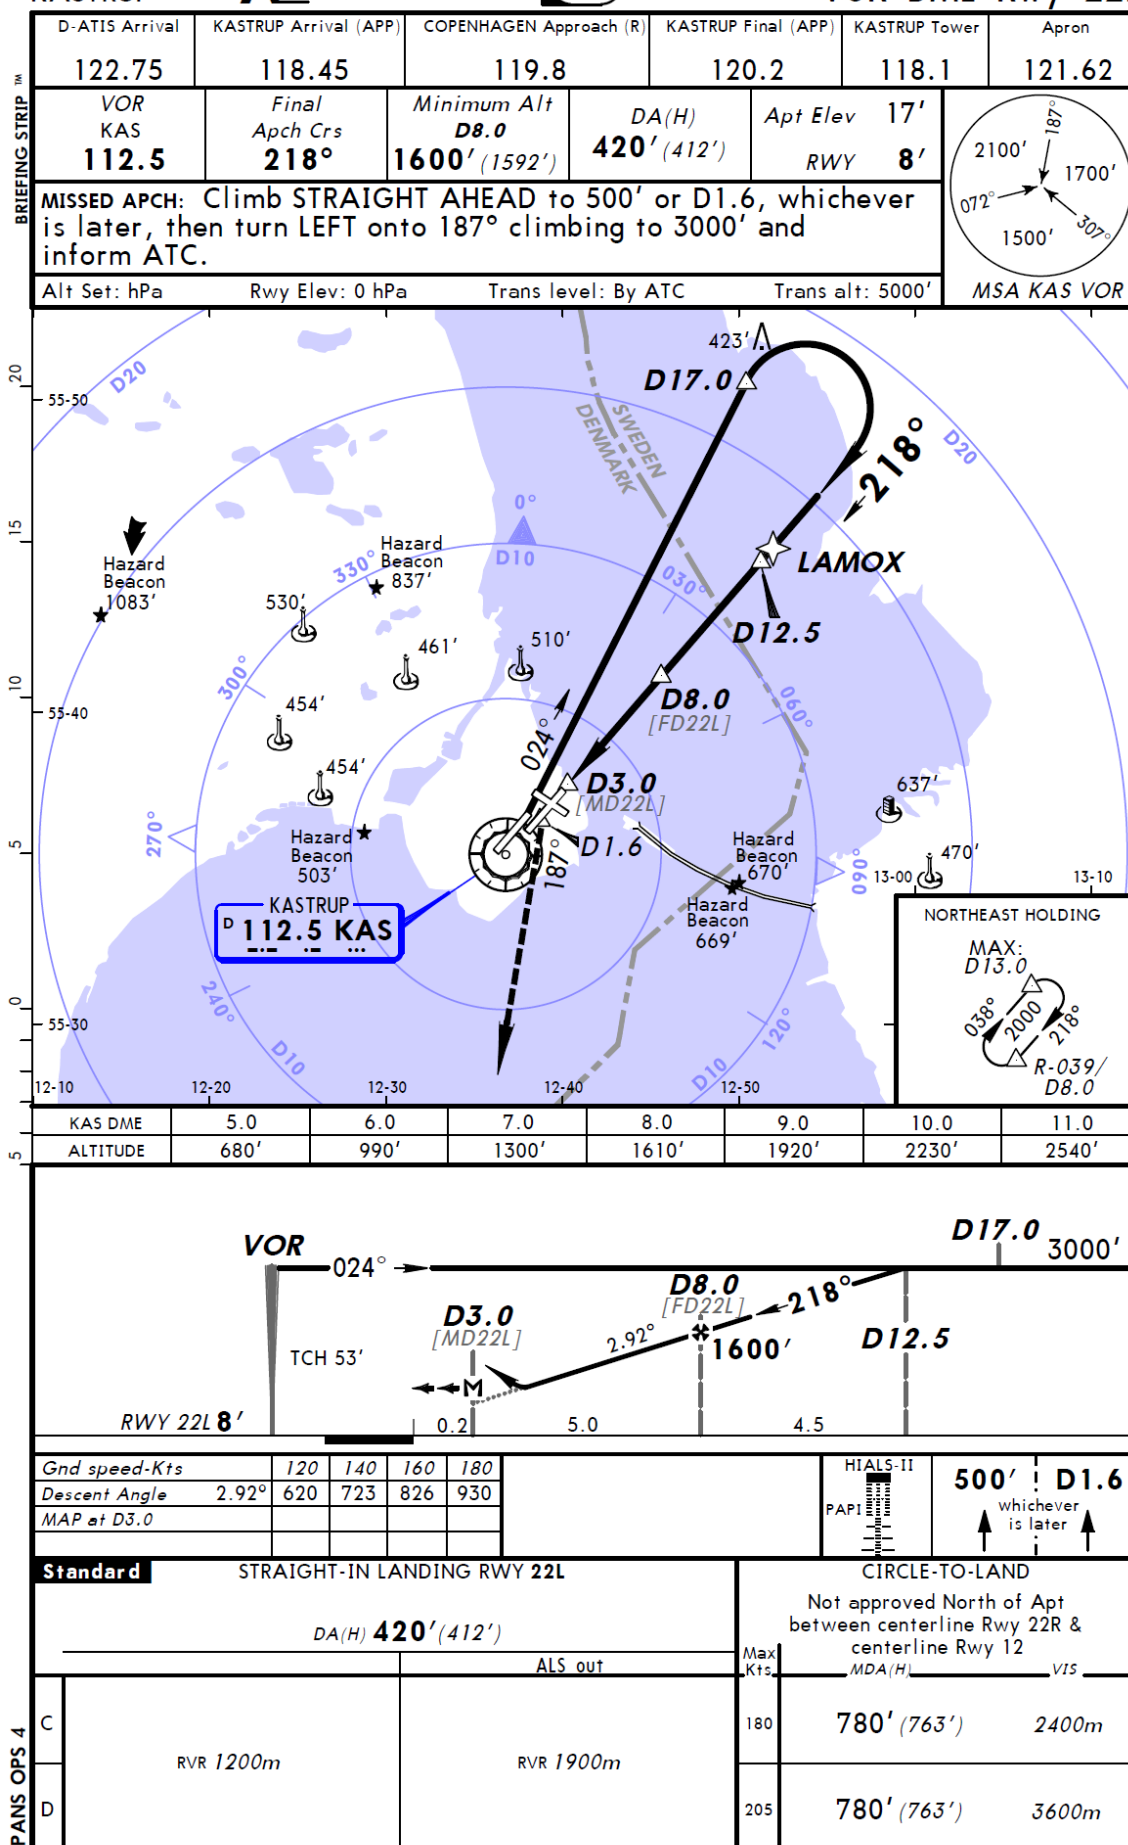 D-ATIS Arrival KASTRUP Arrival (APP) COPENHAGEN Approach (R) KASTRUP Final (APP) KASTRUP Tower Apron
122.75 118.45 119.8 120.2 118.1 121.62
BRIEFING STRIP TM
VOR
KAS
112.5
Final
Apch Crs
218°
Minimum Alt
D8.0
1600' (1592')
DA(H)
420' (412')
Apt Elev 17'
RWY 8'
MISSED APCH: Climb STRAIGHT AHEAD to 500' or D1.6, whichever
is later, then turn LEFT onto 187° climbing to 3000' and
inform ATC.
Alt Set: hPa Rwy Elev: 0 hPa Trans level: By ATC Trans alt: 5000'
187°
2100'
1700'
072°
307°
1500'
MSA KAS VOR
423'
D20
D17.0
20
55-50
SWEDEN
DENMARK
218°
D20
15
0°
D10
Hazard
Beacon
1083'
330°
Hazard
Beacon
837'
LAMOX
030°
530'
D12.5
461'
510'
300°
10
55-40
454'
D8.0
[FD22L]
060°
024°
454'
D3.0
[MD22L]
637'
270°
Hazard
Beacon
503'
D1.6
187°
Hazard
Beacon
670'
090°
470'
5
13-00
13-10
Hazard
Beacon
669'
KASTRUP
D 112.5 KAS
NORTHEAST HOLDING
MAX:
D13.0
038°
2000
218°
R-039/
D8.0
240°
0
55-30
120°
D10
D10
12-10 12-20 12-30 12-40 12-50
5
KAS DME 5.0 6.0 7.0 8.0 9.0 10.0 11.0
ALTITUDE 680' 990' 1300' 1610' 1920' 2230' 2540'
VOR
024°
D17.0
3000'
D8.0
[FD22L]
218°
D3.0
[MD22L]
2.92°
1600'
D12.5
TCH 53'
M
RWY 22L 8'
0.2 5.0 4.5
Gnd speed-Kts 120 140 160 180
Descent Angle 2.92° 620 723 826 930
MAP at D3.0
HIALS-II
PAPI
500' D1.6
whichever
is later
Standard STRAIGHT-IN LANDING RWY 22L
DA(H) 420' (412')
ALS out
CIRCLE-TO-LAND
Not approved North of Apt
between centerline Rwy 22R &
centerline Rwy 12
Max
Kts
MDA(H) VIS
C RVR 1200m RVR 1900m 180 780' (763') 2400m
D 205 780' (763') 3600m
PANS OPS 4